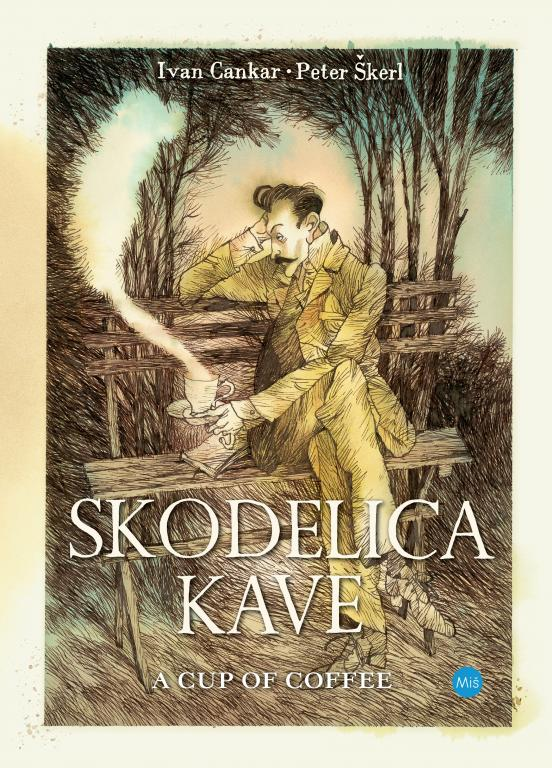 Ivan Cankar • Peter Škerl
SKODELICA
KAVE
A CUP OF COFFEE
Miš